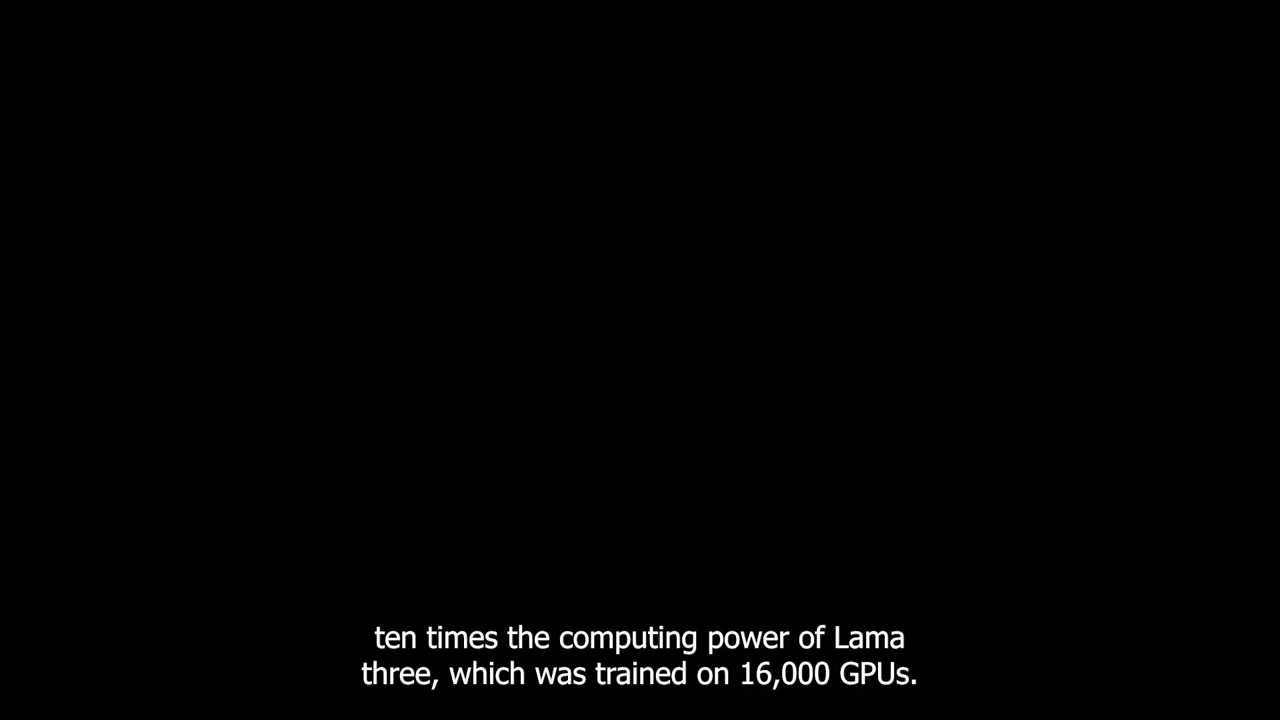 ten times the computing power of Lama
three, which was trained on 16,000 GPUs.